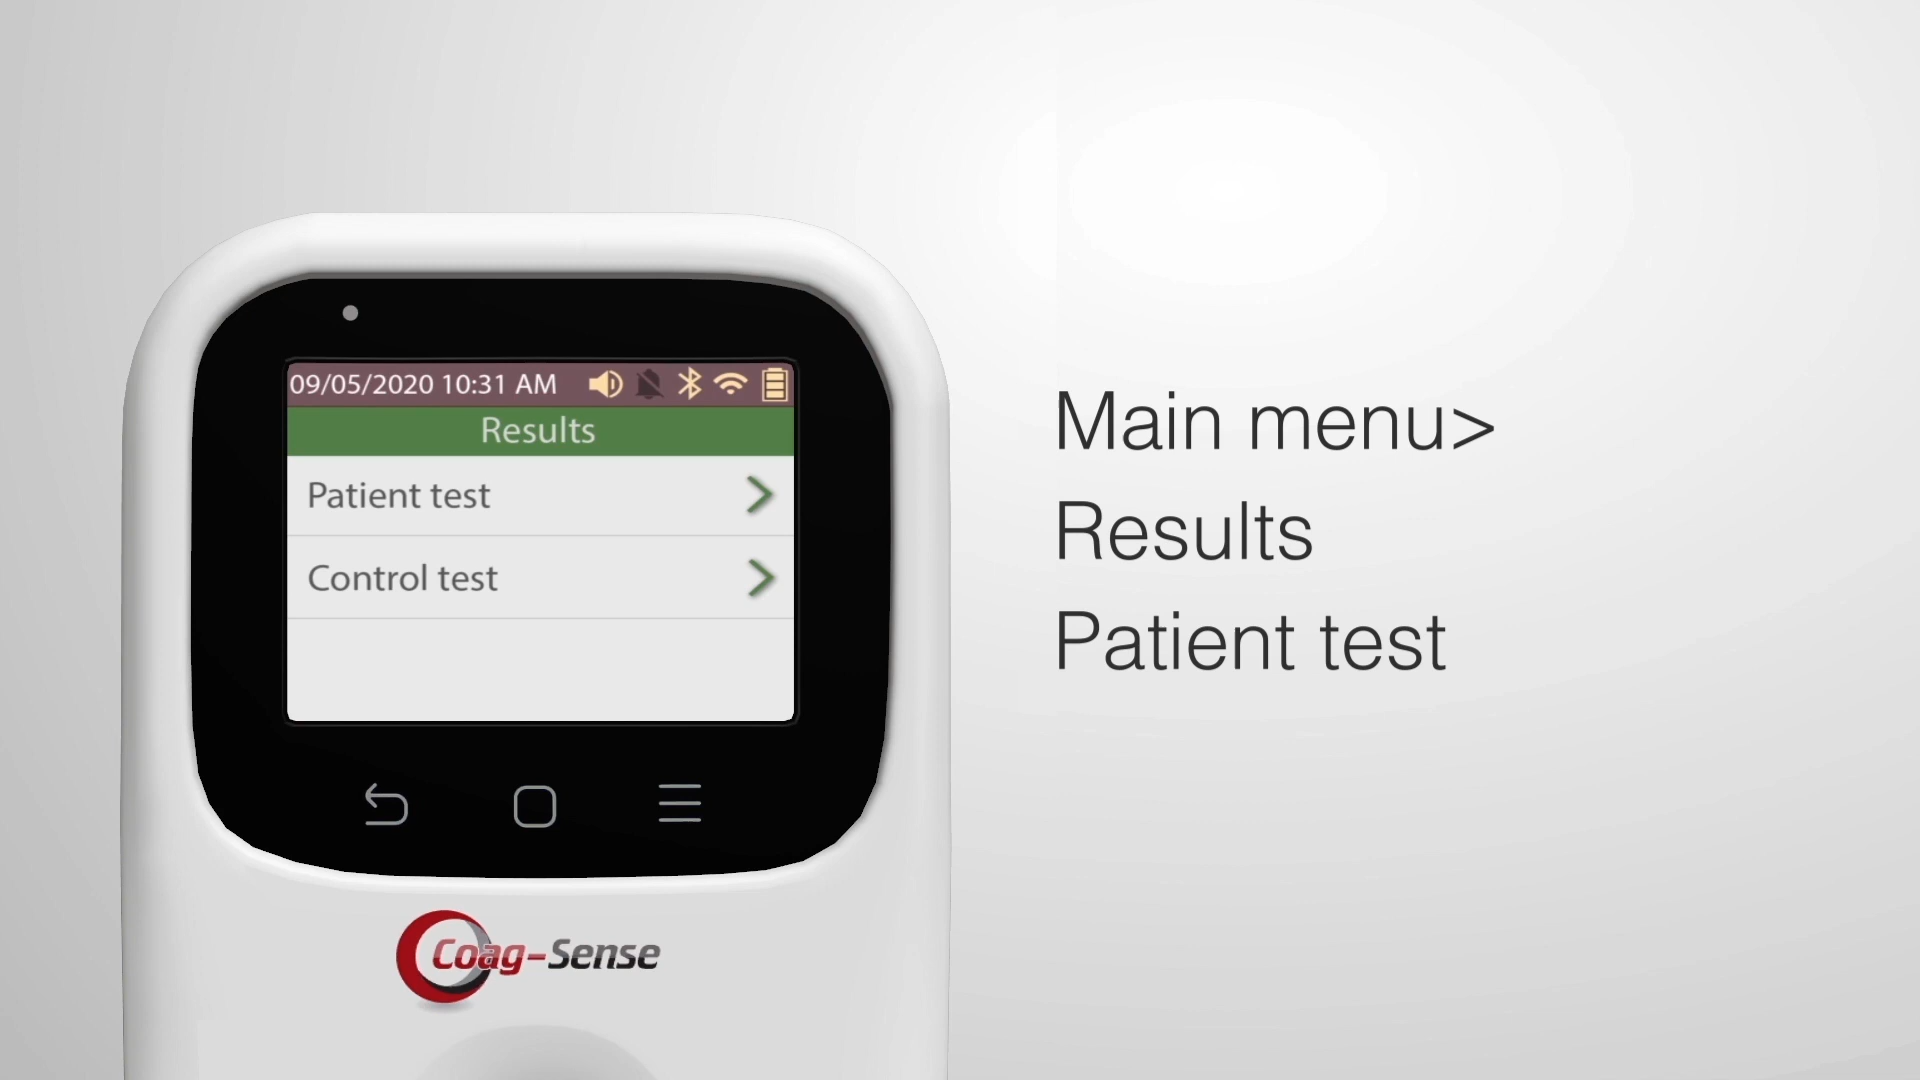 09/05/2020 10:31 AM
Results
Patient test
Control test
Coag-Sense
Main menu>
Results
Patient test